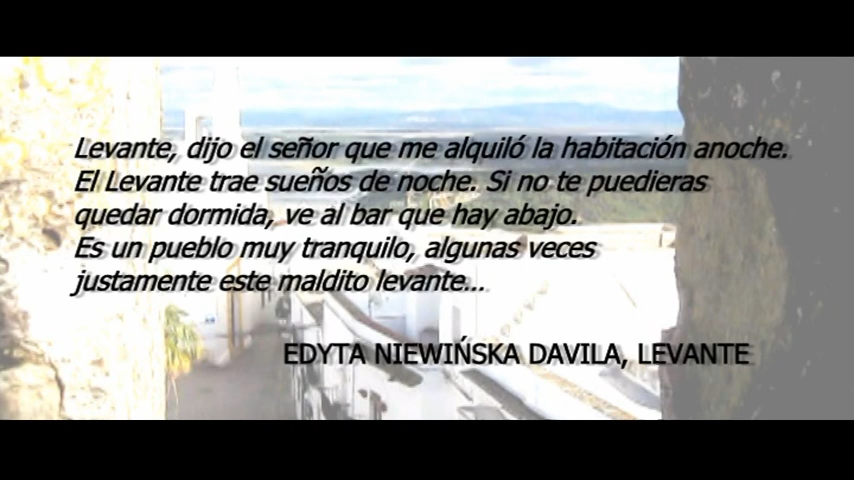 Levante, dijo el señor que me alquiló la habitación anoche.
El Levante trae sueños de noche. Si no te puedieras
quedar dormida, ve al bar que hay abajo.
Es un pueblo muy tranquilo, algunas veces
justamente este maldito levante...
EDYTA NIEWIŃSKA DAVILA, LEVANTE